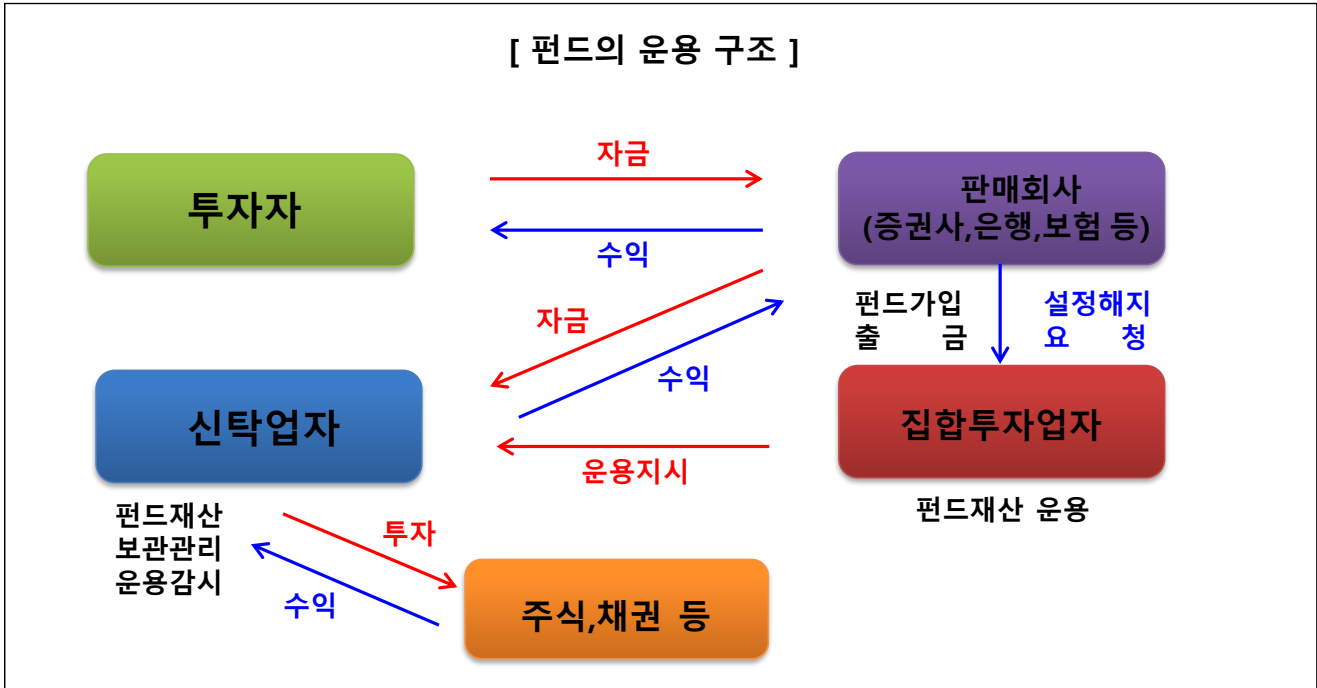 [ 펀드의 운용 구조 ]
투자자
자금
수익
판매회사
(증권사,은행,보험 등)
자금
수익
펀드가입
출 금
설정해지
요 청
신탁업자
운용지시
집합투자업자
펀드재산 운용
펀드재산
보관관리
운용감시
투자
수익
주식,채권 등